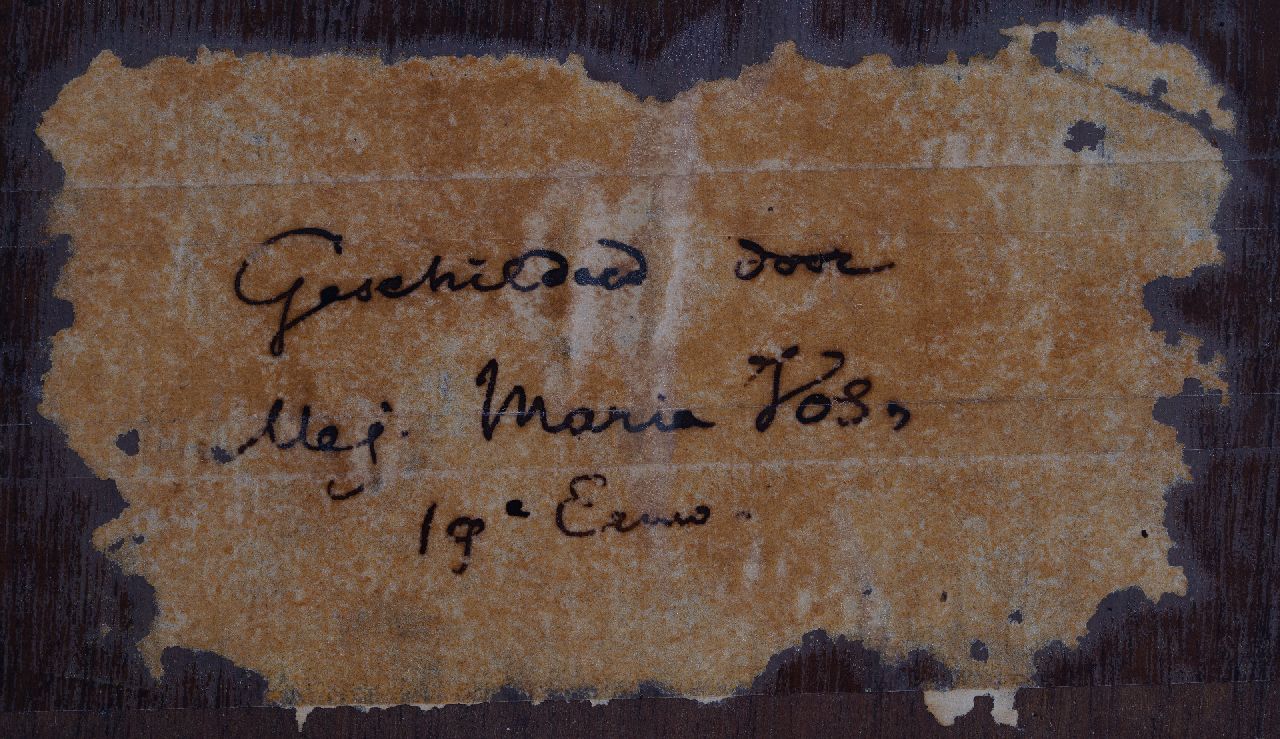 Geschilderd door
Mej. Maria Vos,
19e Eeuw.